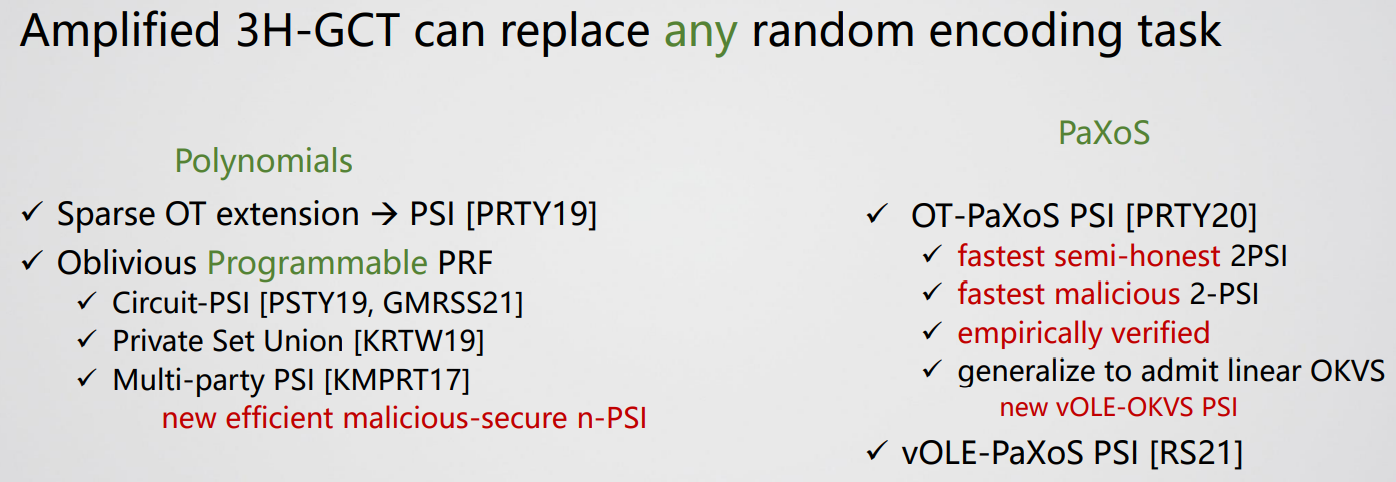 Amplified 3H-GCT can replace any random encoding task
Polynomials
✓ Sparse OT extension → PSI [PRTY19]
✓ Oblivious Programmable PRF
✓ Circuit-PSI [PSTY19, GMRSS21]
✓ Private Set Union [KRTW19]
✓ Multi-party PSI [KMPRT17]
new efficient malicious-secure n-PSI
PaXoS
✓ OT-PaXoS PSI [PRTY20]
✓ fastest semi-honest 2PSI
✓ fastest malicious 2-PSI
✓ empirically verified
✓ generalize to admit linear OKVS
new vOLE-OKVS PSI
✓ vOLE-PaXoS PSI [RS21]